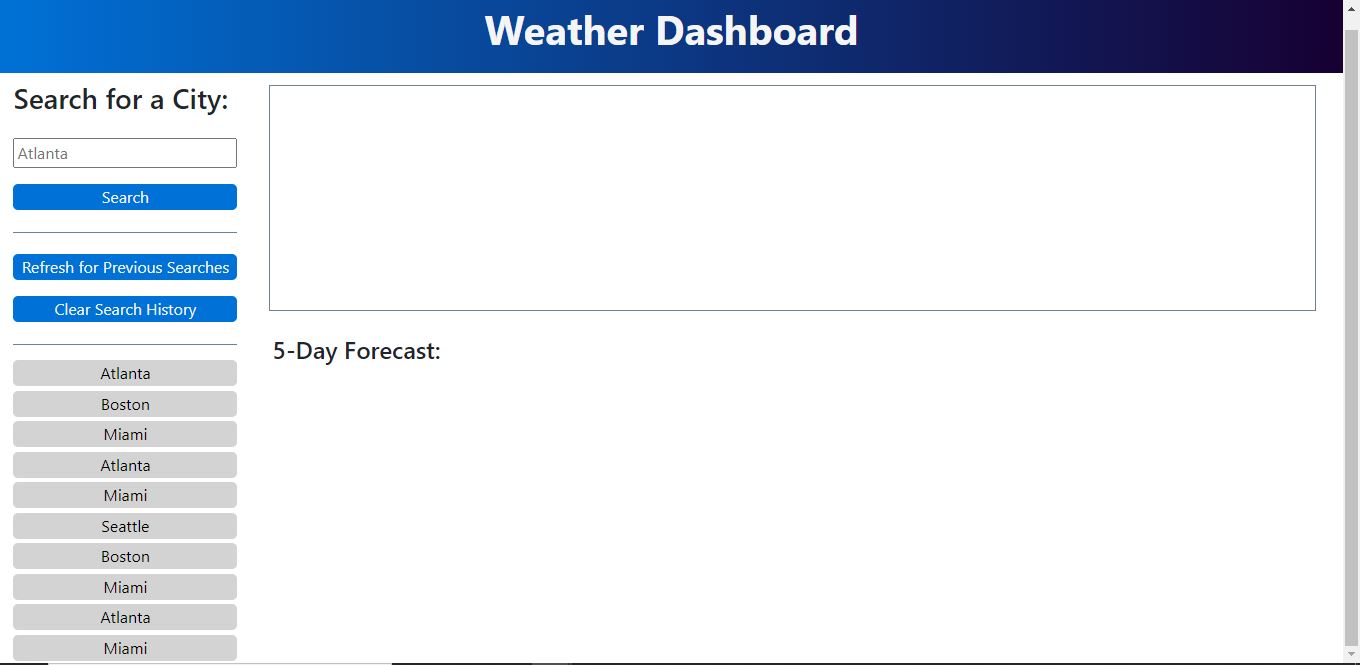 Weather Dashboard
Search for a City:
Atlanta
Search
Refresh for Previous Searches
Clear Search History
Atlanta
Boston
Miami
Atlanta
Miami
Seattle
Boston
Miami
Atlanta
Miami
5-Day Forecast: